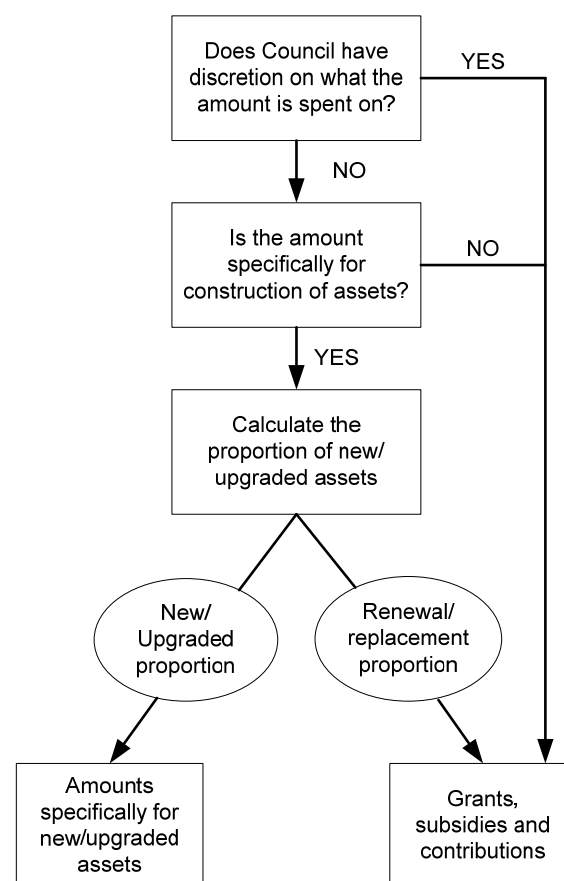 Does Council have
discretion on what the
amount is spent on?
YES
NO
Is the amount
specifically for
construction of assets?
NO
YES
Calculate the
proportion of new/
upgraded assets
New/
Upgraded
proportion
Renewal/
replacement
proportion
Amounts
specifically for
new/upgraded
assets
Grants,
subsidies and
contributions